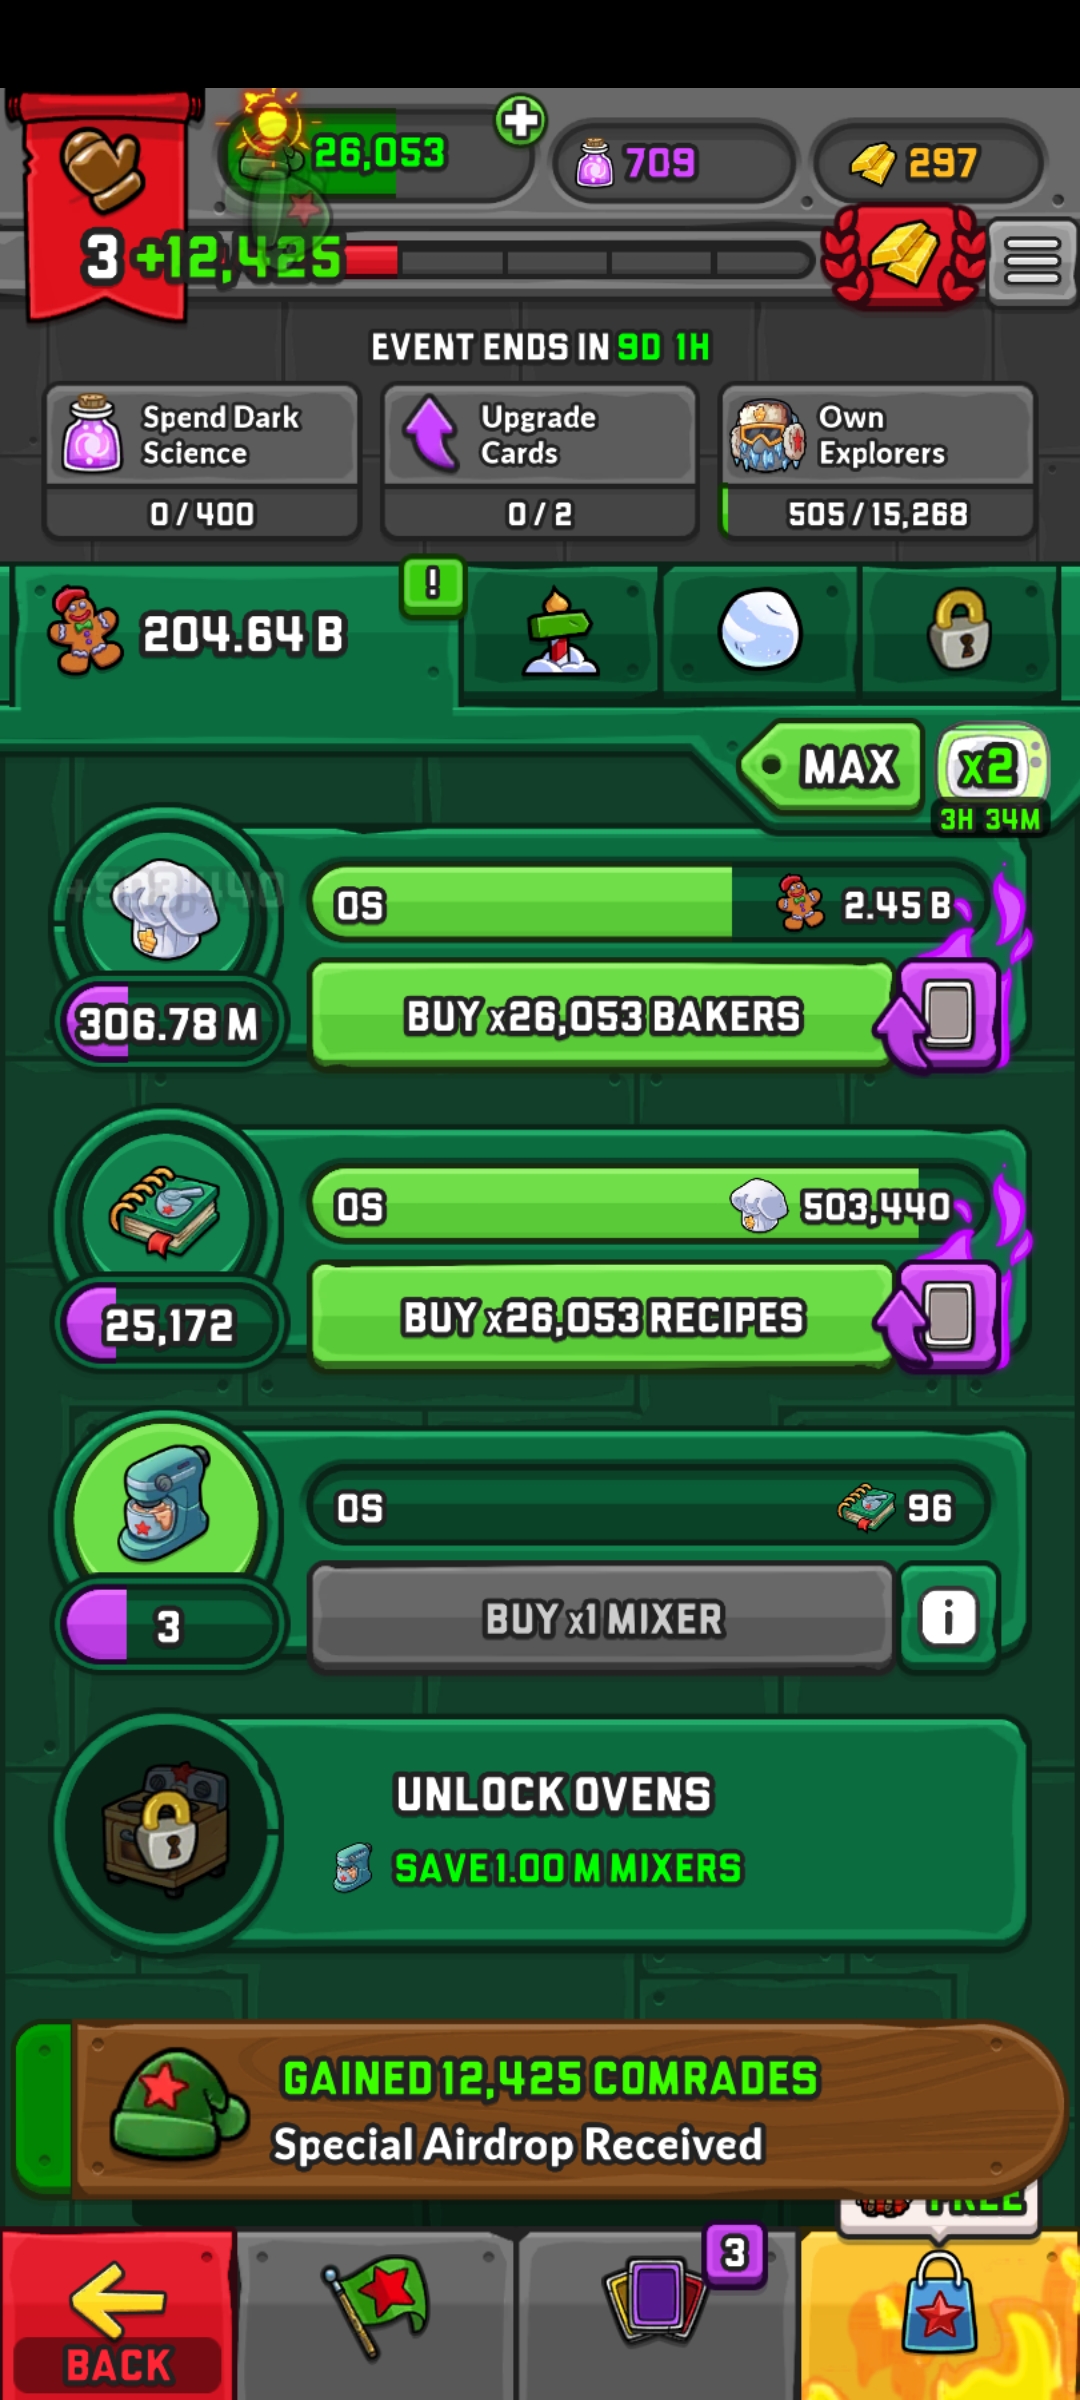 26,053
709
297
3
+12,425
EVENT ENDS IN 9D 1H
Spend Dark
Science
0/400
Upgrade
Cards
0/2
Own
Explorers
505/15,268
!
204.64 B
MAX
x2
3H 34M
+503,440
0S
2.45 B
306.78 M
BUY x26,053 BAKERS
0S
503,440
25,172
BUY x26,053 RECIPES
0S
96
3
BUY x1 MIXER
i
UNLOCK OVENS
SAVE 1.00 M MIXERS
GAINED 12,425 COMRADES
Special Airdrop Received
FREE
3
BACK